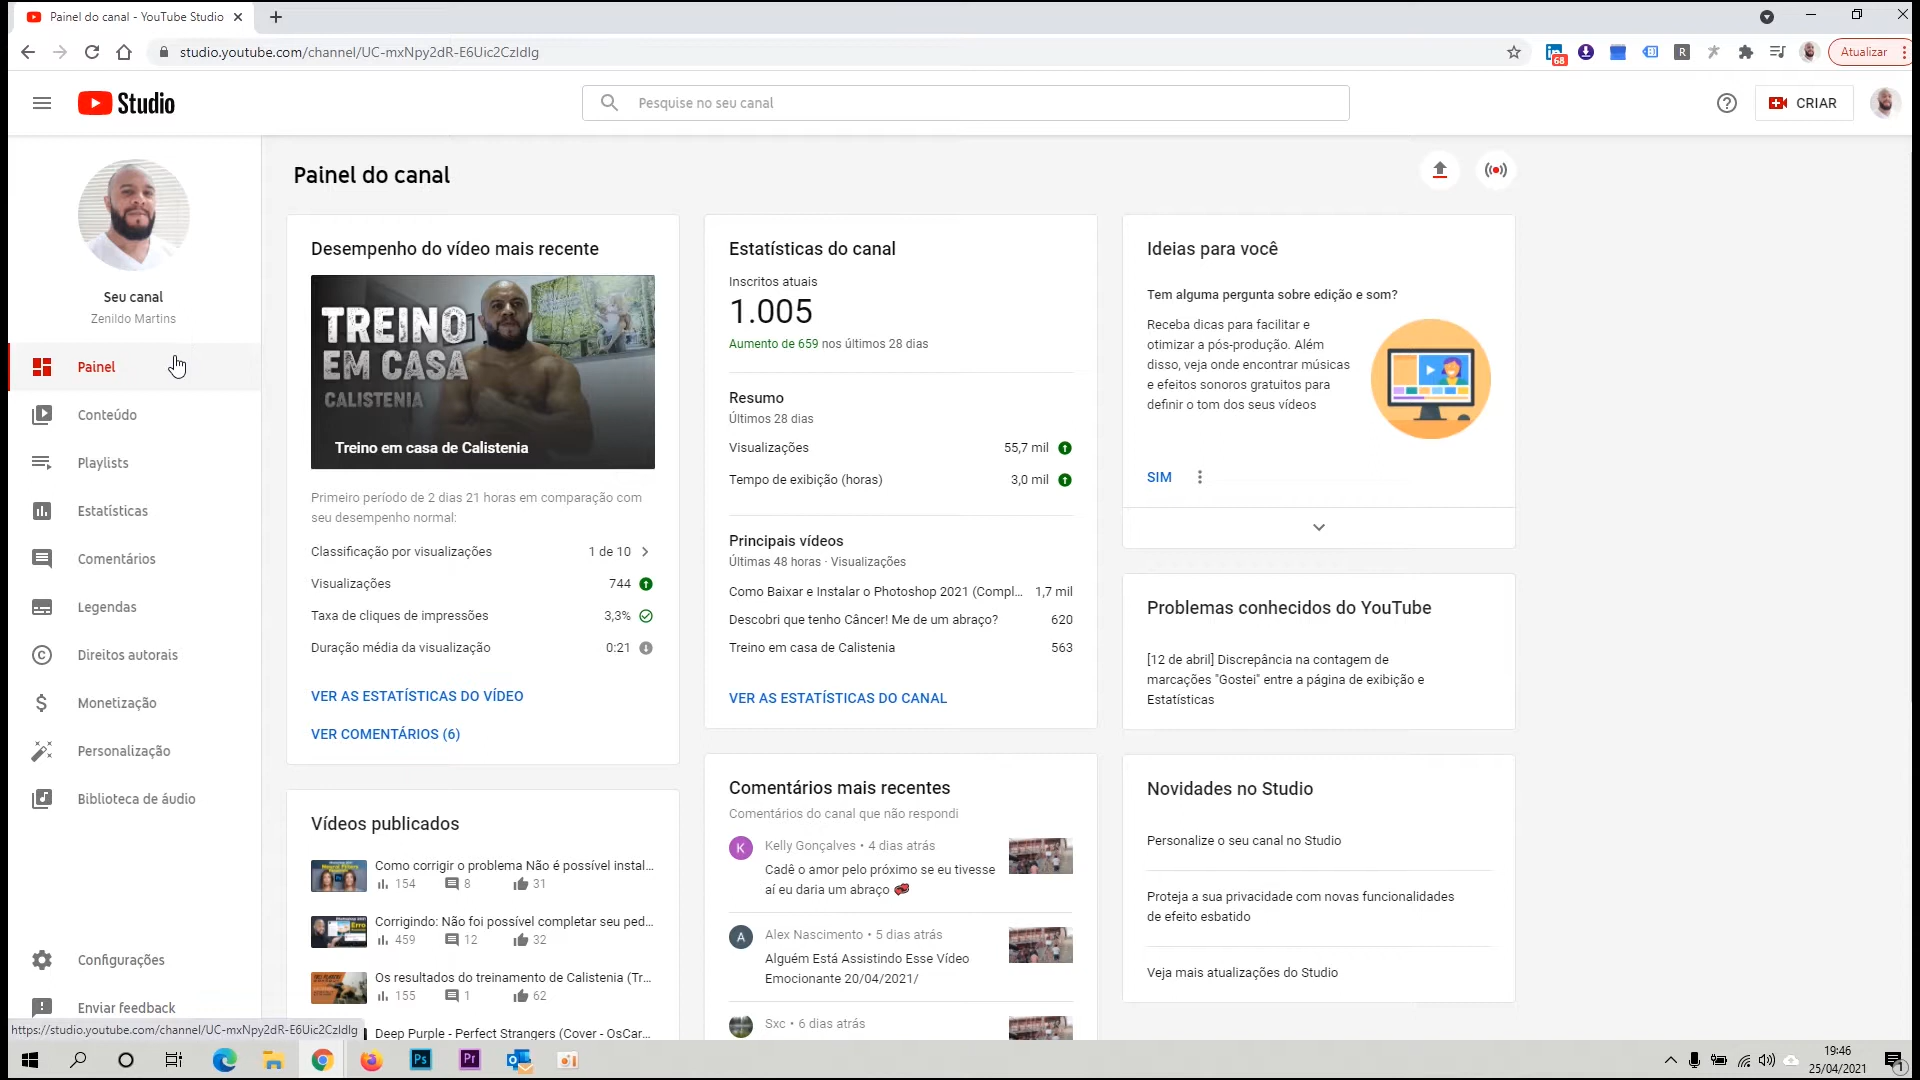 Painel do canal - YouTube Studio
studio.youtube.com/channel/UC-mxNpy2dR-E6Uic2CzIdIg
68
R
Atualizar
Studio
Pesquise no seu canal
CRIAR
Seu canal
Zenildo Martins
Painel
Conteúdo
Playlists
Estatísticas
Comentários
Legendas
Direitos autorais
Monetização
Personalização
Biblioteca de áudio
Configurações
Enviar feedback
https://studio.youtube.com/channel/UC-mxNpy2dR-E6Uic2CzIdIg
Painel do canal
Desempenho do vídeo mais recente
TREINO
EM CASA
CALISTENIA
Treino em casa de Calistenia
Primeiro período de 2 dias 21 horas em comparação com
seu desempenho normal:
Classificação por visualizações 1 de 10
Visualizações 744
Taxa de cliques de impressões 3,3%
Duração média da visualização 0:21
VER AS ESTATÍSTICAS DO VÍDEO
VER COMENTÁRIOS (6)
Vídeos publicados
Como corrigir o problema Não é possível instal...
154 8 31
Corrigindo: Não foi possível completar seu ped...
459 12 32
Os resultados do treinamento de Calistenia (Tr...
155 1 62
Deep Purple - Perfect Strangers (Cover - OsCar...
Estatísticas do canal
Inscritos atuais
1.005
Aumento de 659 nos últimos 28 dias
Resumo
Últimos 28 dias
Visualizações 55,7 mil
Tempo de exibição (horas) 3,0 mil
Principais vídeos
Últimas 48 horas · Visualizações
Como Baixar e Instalar o Photoshop 2021 (Compl... 1,7 mil
Descobri que tenho Câncer! Me de um abraço? 620
Treino em casa de Calistenia 563
VER AS ESTATÍSTICAS DO CANAL
Comentários mais recentes
Comentários do canal que não respondi
K
Kelly Gonçalves • 4 dias atrás
Cadê o amor pelo próximo se eu tivesse
aí eu daria um abraço
A
Alex Nascimento • 5 dias atrás
Alguém Está Assistindo Esse Vídeo
Emocionante 20/04/2021/
Sxc • 6 dias atrás
Ideias para você
Tem alguma pergunta sobre edição e som?
Receba dicas para facilitar e
otimizar a pós-produção. Além
disso, veja onde encontrar músicas
e efeitos sonoros gratuitos para
definir o tom dos seus vídeos
SIM
Problemas conhecidos do YouTube
[12 de abril] Discrepância na contagem de
marcações "Gostei" entre a página de exibição e
Estatísticas
Novidades no Studio
Personalize o seu canal no Studio
Proteja a sua privacidade com novas funcionalidades
de efeito esbatido
Veja mais atualizações do Studio
Ps
Pr
19:46
25/04/2021
1